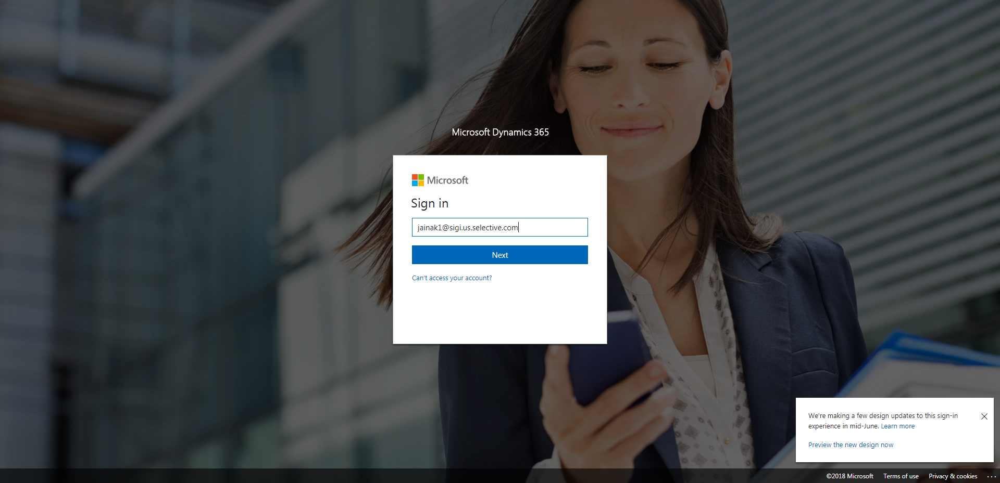 Microsoft Dynamics 365
Microsoft
Sign in
jainak1@sigi.us.selective.com
Next
Can't access your account?
We're making a few design updates to this sign-in
experience in mid-June. Learn more
Preview the new design now
©2018 Microsoft Terms of use Privacy & cookies ...